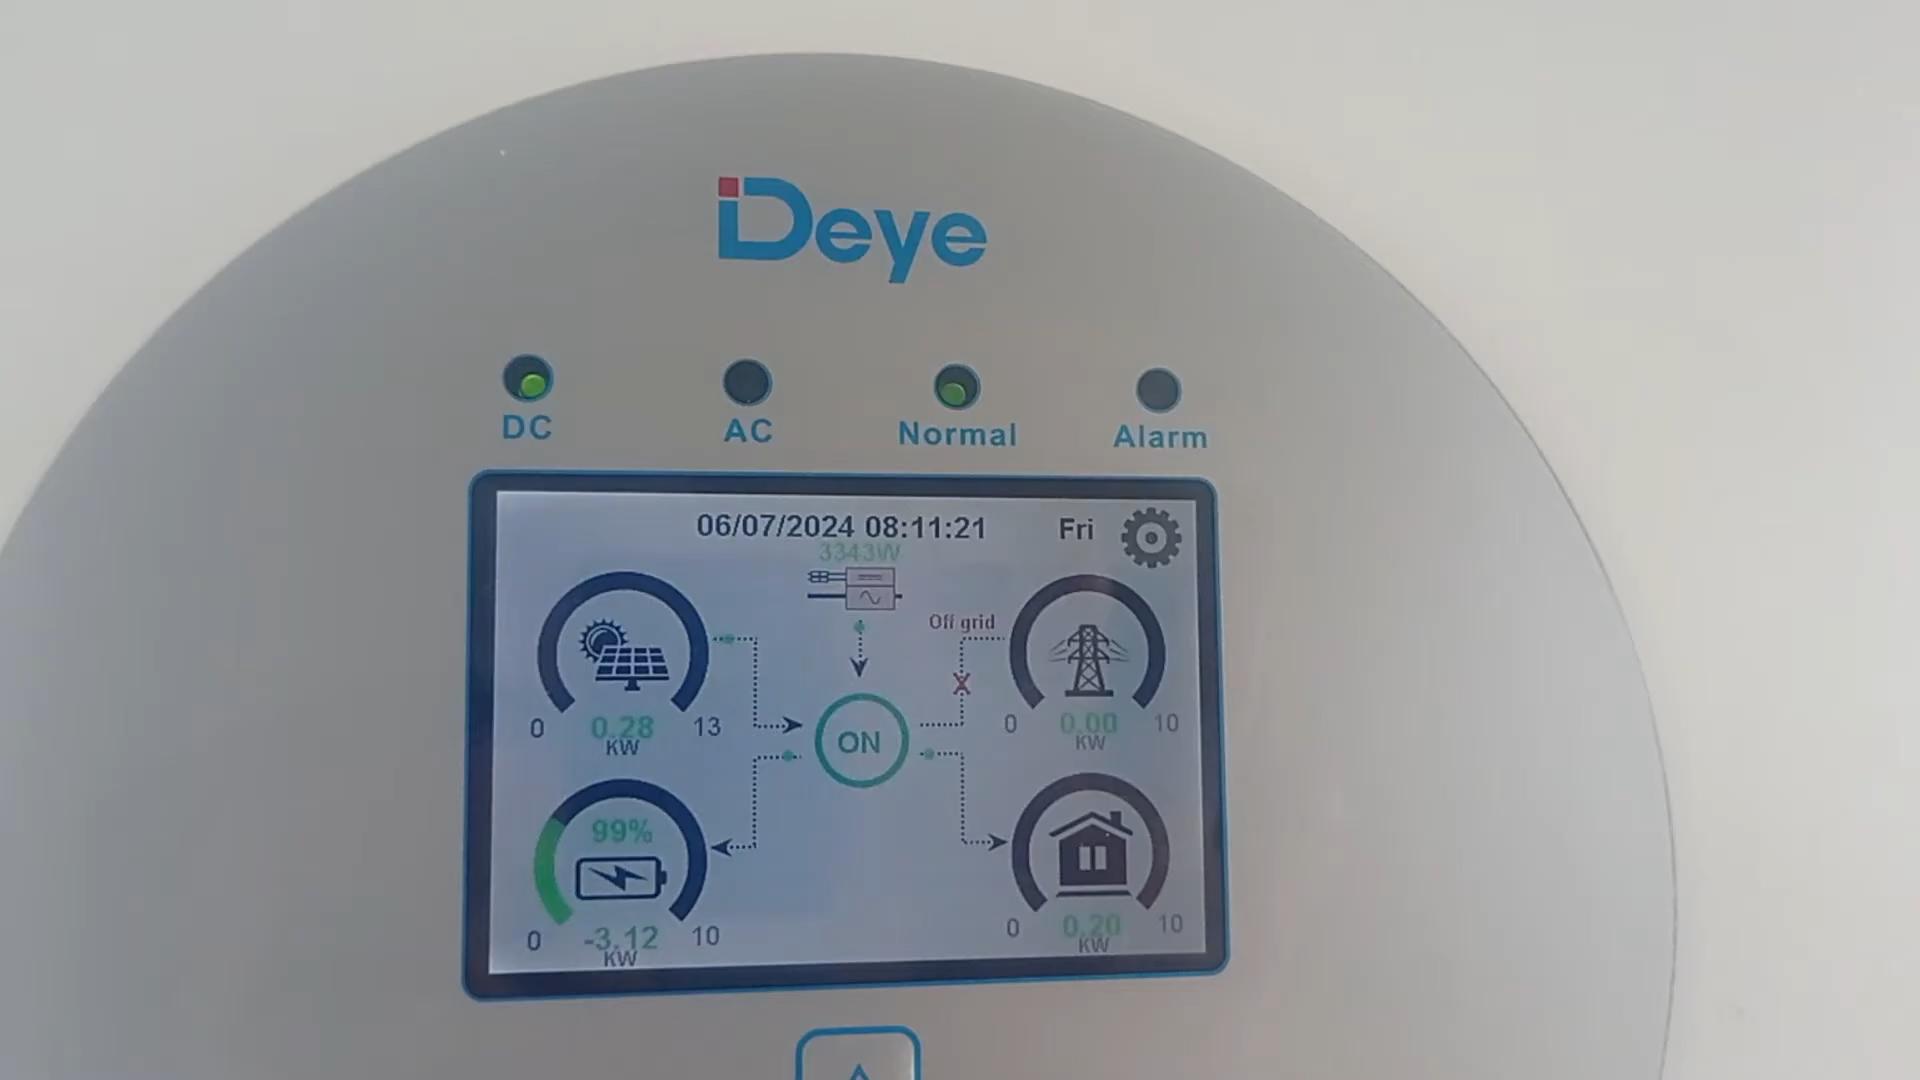 Deye
DC AC Normal Alarm
06/07/2024 08:11:21 Fri
3343W
Off grid
0 0.28 13
KW
0 0.00 10
KW
ON
99%
0 -3.12 10
KW
0 0.20 10
KW